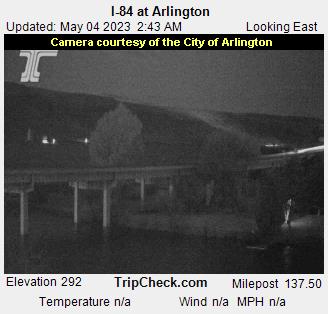 I-84 at Arlington
Updated: May 04 2023 2:43 AM Looking East
Camera courtesy of the City of Arlington
Elevation 292 TripCheck.com Milepost 137.50
Temperature n/a Wind n/a MPH n/a